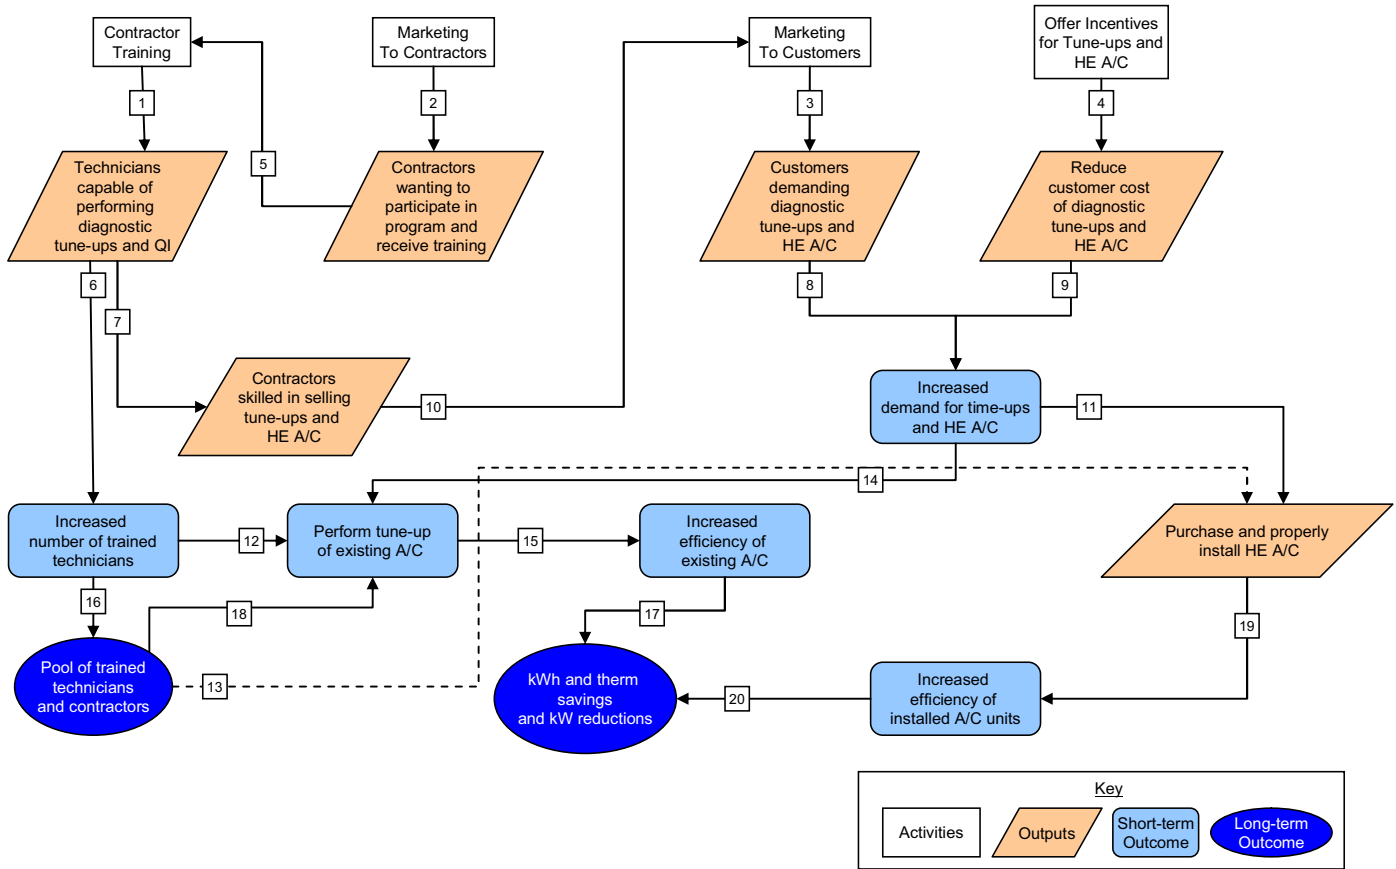 Contractor
Training
Marketing
To Contractors
Marketing
To Customers
Offer Incentives
for Tune-ups and
HE A/C
1
2
3
4
5
Technicians
capable of
performing
diagnostic
tune-ups and QI
Contractors
wanting to
participate in
program and
receive training
Customers
demanding
diagnostic
tune-ups and
HE A/C
Reduce
customer cost
of diagnostic
tune-ups and
HE A/C
6
7
8
9
Contractors
skilled in selling
tune-ups and
HE A/C
10
Increased
demand for time-ups
and HE A/C
11
14
Increased
number of trained
technicians
12
Perform tune-up
of existing A/C
15
Increased
efficiency of
existing A/C
Purchase and properly
install HE A/C
16
18
17
19
Pool of trained
technicians
and contractors
13
kWh and therm
savings
and kW reductions
20
Increased
efficiency of
installed A/C units
Key
Activities
Outputs
Short-term
Outcome
Long-term
Outcome